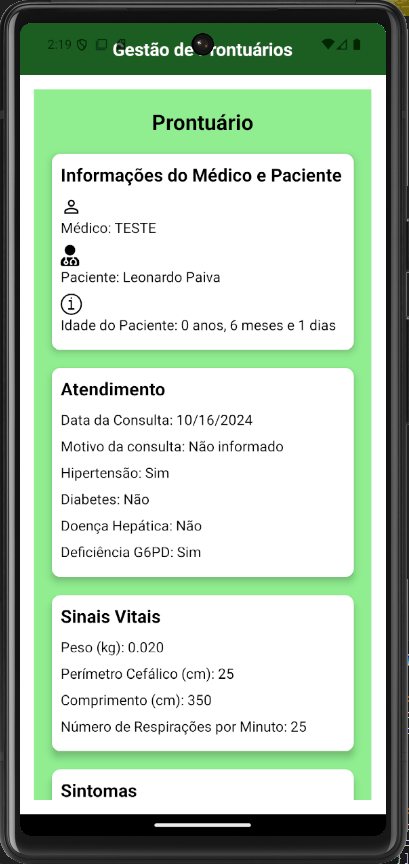 2:19
Gestão de Prontuários
Prontuário
Informações do Médico e Paciente
Médico: TESTE
Paciente: Leonardo Paiva
Idade do Paciente: 0 anos, 6 meses e 1 dias
Atendimento
Data da Consulta: 10/16/2024
Motivo da consulta: Não informado
Hipertensão: Sim
Diabetes: Não
Doença Hepática: Não
Deficiência G6PD: Sim
Sinais Vitais
Peso (kg): 0.020
Perímetro Cefálico (cm): 25
Comprimento (cm): 350
Número de Respirações por Minuto: 25
Sintomas